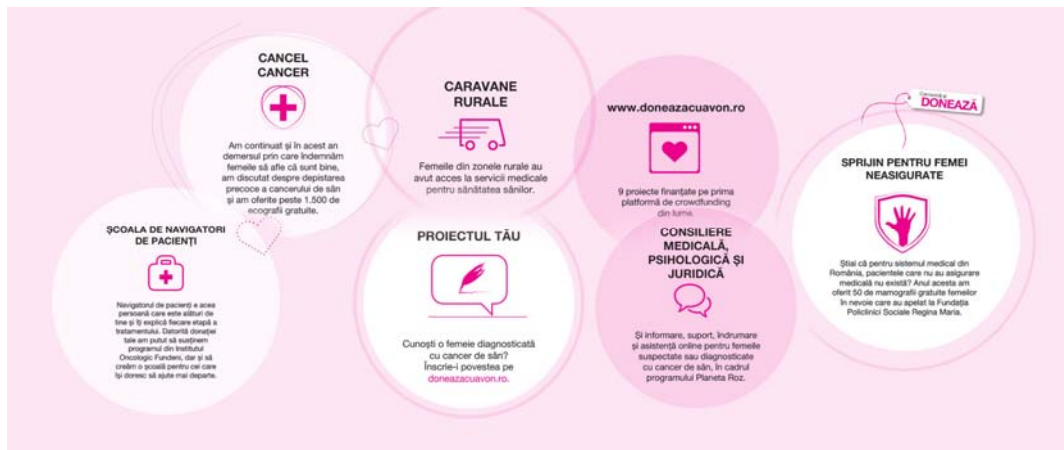 CANCEL
CANCER
Am continuat și în acest an
demersul prin care îndemnăm
femeile să afle că sunt bine,
am discutat despre depistarea
precoce a cancerului de sân
și am oferite peste 1.500 de
ecografii gratuite.
CARAVANE
RURALE
Femeile din zonele rurale au
avut acces la servicii medicale
pentru sănătatea sânilor.
www.doneazacuavon.ro
9 proiecte finanțate pe prima
platformă de crowdfunding
din lume.
DONEAZĂ
SPRIJIN PENTRU FEMEI
NEASIGURATE
Știai că pentru sistemul medical din
România, pacientele care nu au asigurare
medicală nu există? Anul acesta am
oferit 50 de mamografii gratuite femeilor
în nevoie care au apelat la Fundația
Policlinici Sociale Regina Maria.
ȘCOALA DE NAVIGATORI
DE PACIENȚI
Navigatorul de pacienți e acea
persoană care este alături de
tine și îți explică fiecare etapă a
tratamentului. Datorită donației
tale am putut să susținem
programul din Institutul
Oncologic Fundeni, dar și să
creăm o școală pentru cei care
își doresc să ajute mai departe.
PROIECTUL TĂU
Cunoști o femeie diagnosticată
cu cancer de sân?
Înscrie-i povestea pe
doneazacuavon.ro.
CONSILIERE
MEDICALĂ,
PSIHOLOGICĂ ȘI
JURIDICĂ
Și informare, suport, îndrumare
și asistență online pentru femeile
suspectate sau diagnosticate
cu cancer de sân, în cadrul
programului Planeta Roz.